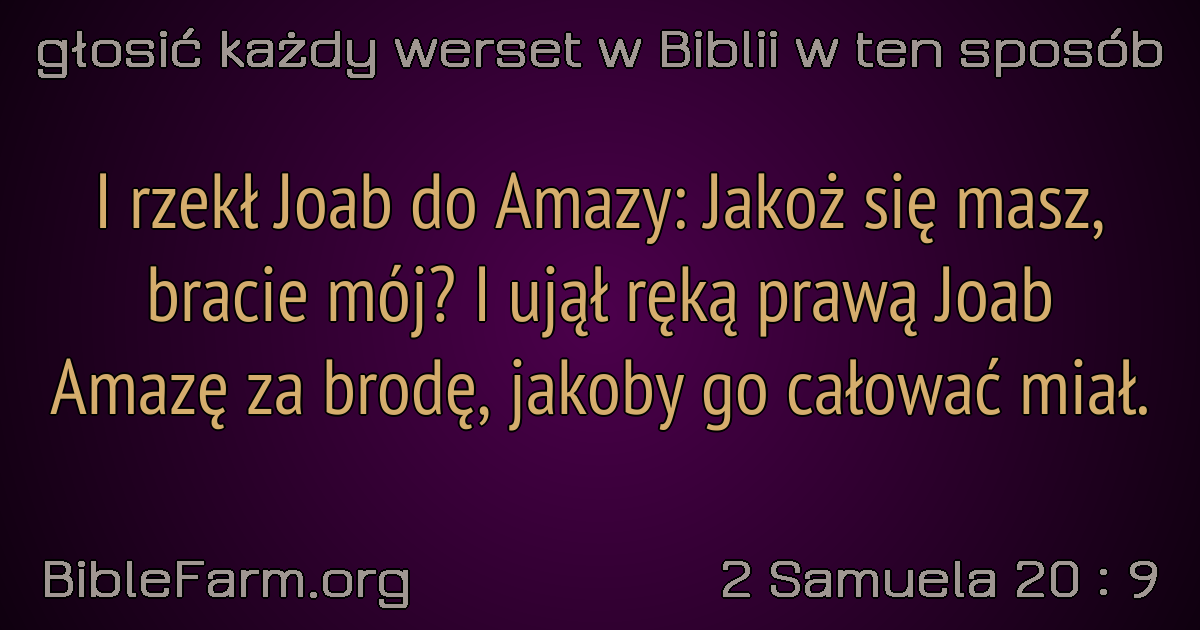 głosić każdy werset w Biblii w ten sposób
I rzekł Joab do Amazy: Jakoż się masz,
bracie mój? I ujął ręką prawą Joab
Amazę za brodę, jakoby go całować miał.
BibleFarm.org
2 Samuela 20 : 9